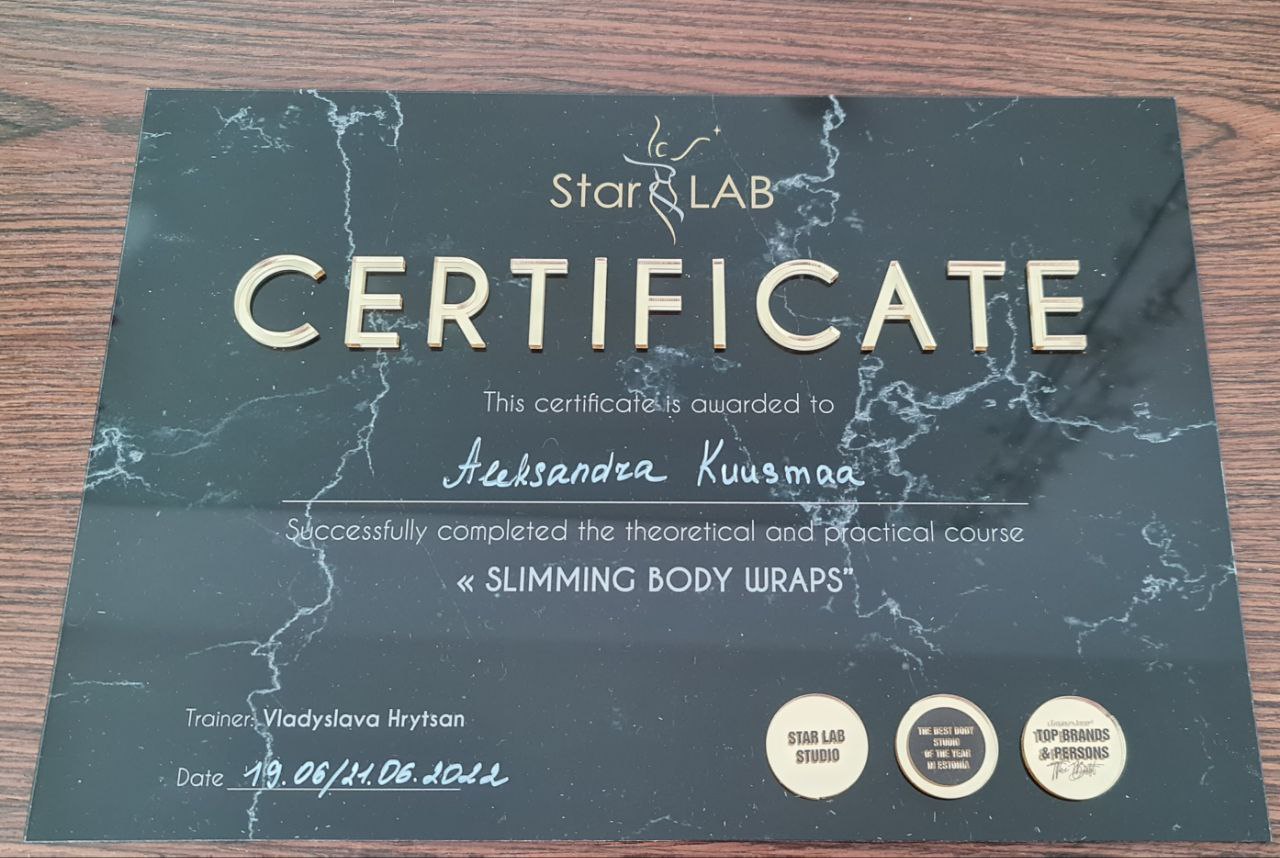 Star LAB
CERTIFICATE
This certificate is awarded to
Aleksandra Kuusmaa
Successfully completed the theoretical and practical course
« SLIMMING BODY WRAPS”
Trainer: Vladyslava Hrytsan
Date 19.06/21.06.2022
STAR LAB
STUDIO
THE BEST BODY
STUDIO
OF THE YEAR
IN ESTONIA
TOP BRANDS
& PERSONS